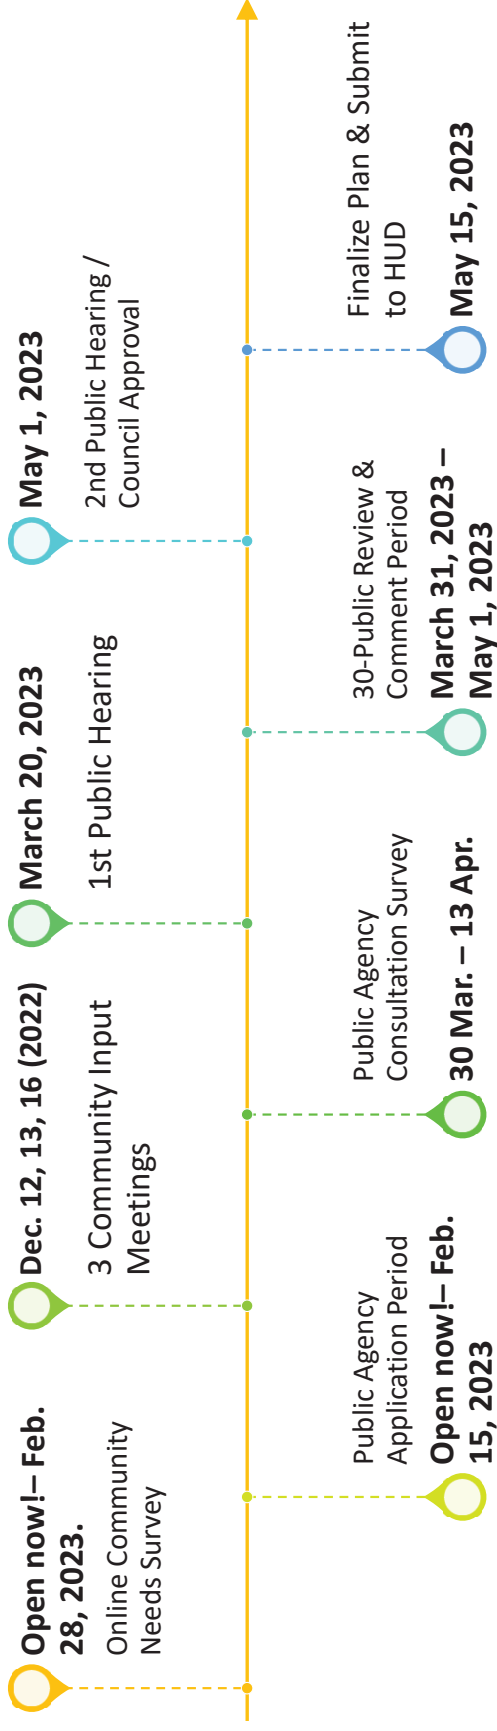 Open now!– Feb.
28, 2023.
Online Community
Needs Survey
Public Agency
Application Period
Open now!– Feb.
15, 2023
Dec. 12, 13, 16 (2022)
3 Community Input
Meetings
Public Agency
Consultation Survey
30 Mar. – 13 Apr.
March 20, 2023
1st Public Hearing
30-Public Review &
Comment Period
March 31, 2023 –
May 1, 2023
May 1, 2023
2nd Public Hearing /
Council Approval
Finalize Plan & Submit
to HUD
May 15, 2023